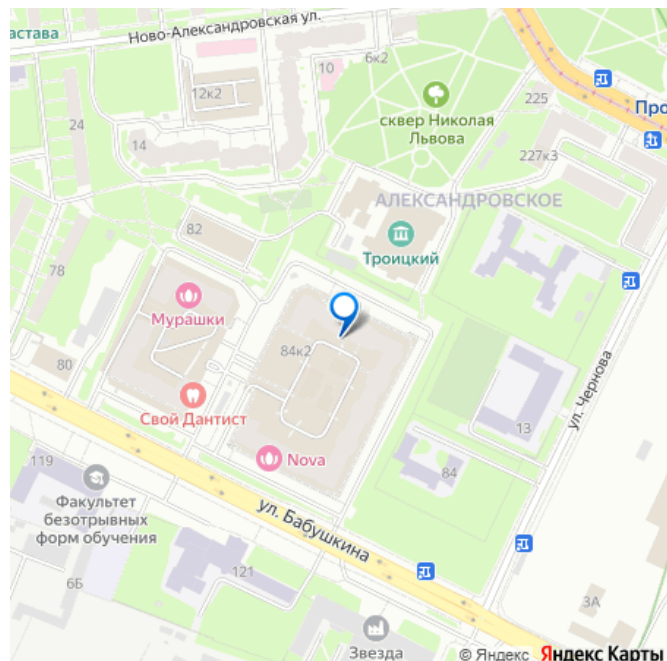 астава
Ново-Александровская ул.
6к2
10
12к2
225
Про
сквер Николая
Львова
24
14
227к3
АЛЕКСАНДРОВСКОЕ
82
Троицкий
78
Мурашки
84к2
80
Свой Дантист
ул. Чернова
13
119
Nova
84
Факультет
безотрывных
форм обучения
ул. Бабушкина
6Б
121
3А
Звезда
© Яндекс Яндекс Карты